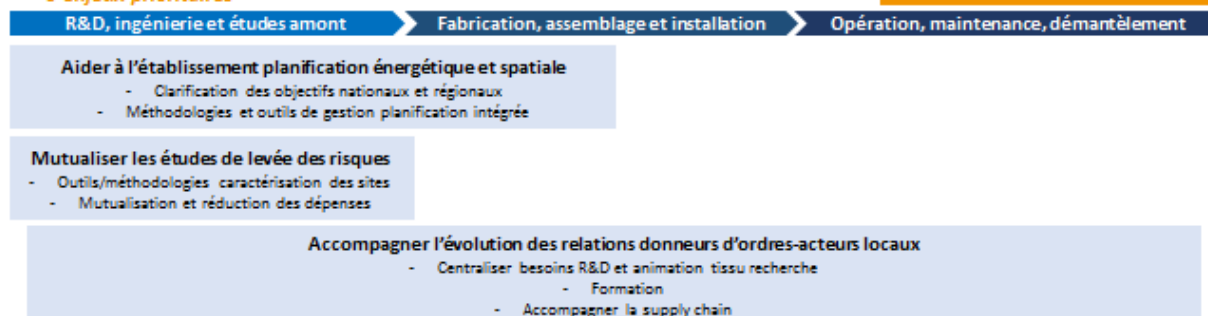 R&D, ingénierie et études amont
Fabrication, assemblage et installation
Opération, maintenance, démantèlement
Aider à l'établissement planification énergétique et spatiale
- Clarification des objectifs nationaux et régionaux
- Méthodologies et outils de gestion planification intégrée
Mutualiser les études de levée des risques
- Outils/méthodologies caractérisation des sites
- Mutualisation et réduction des dépenses
Accompagner l'évolution des relations donneurs d'ordres-acteurs locaux
- Centraliser besoins R&D et animation tissu recherche
- Formation
- Accompagner la supply chain